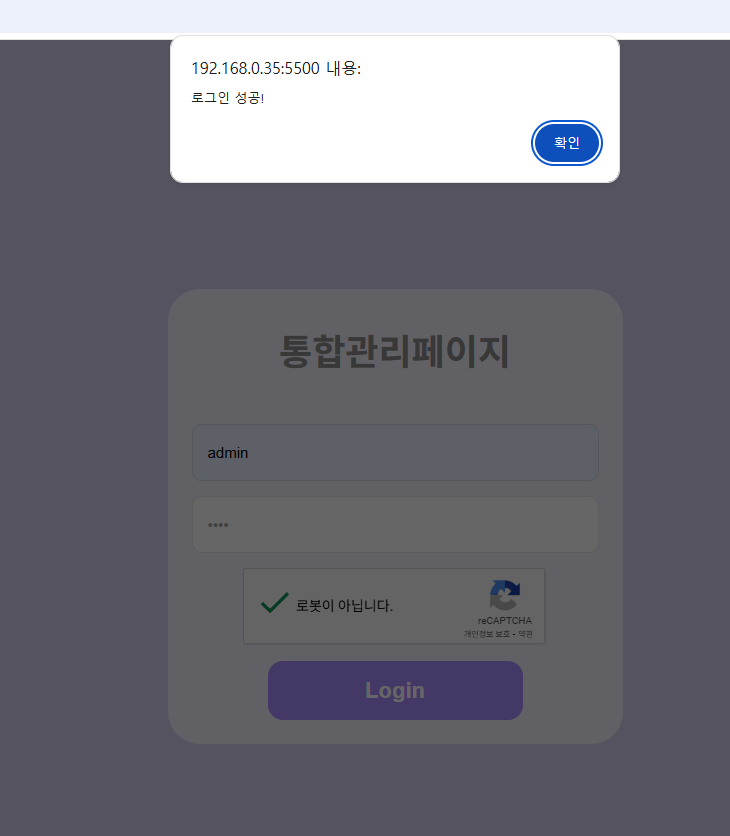 192.168.0.35:5500 내용:
로그인 성공!
확인
통합관리페이지
admin
••••
로봇이 아닙니다.
reCAPTCHA
개인정보 보호 - 약관
Login